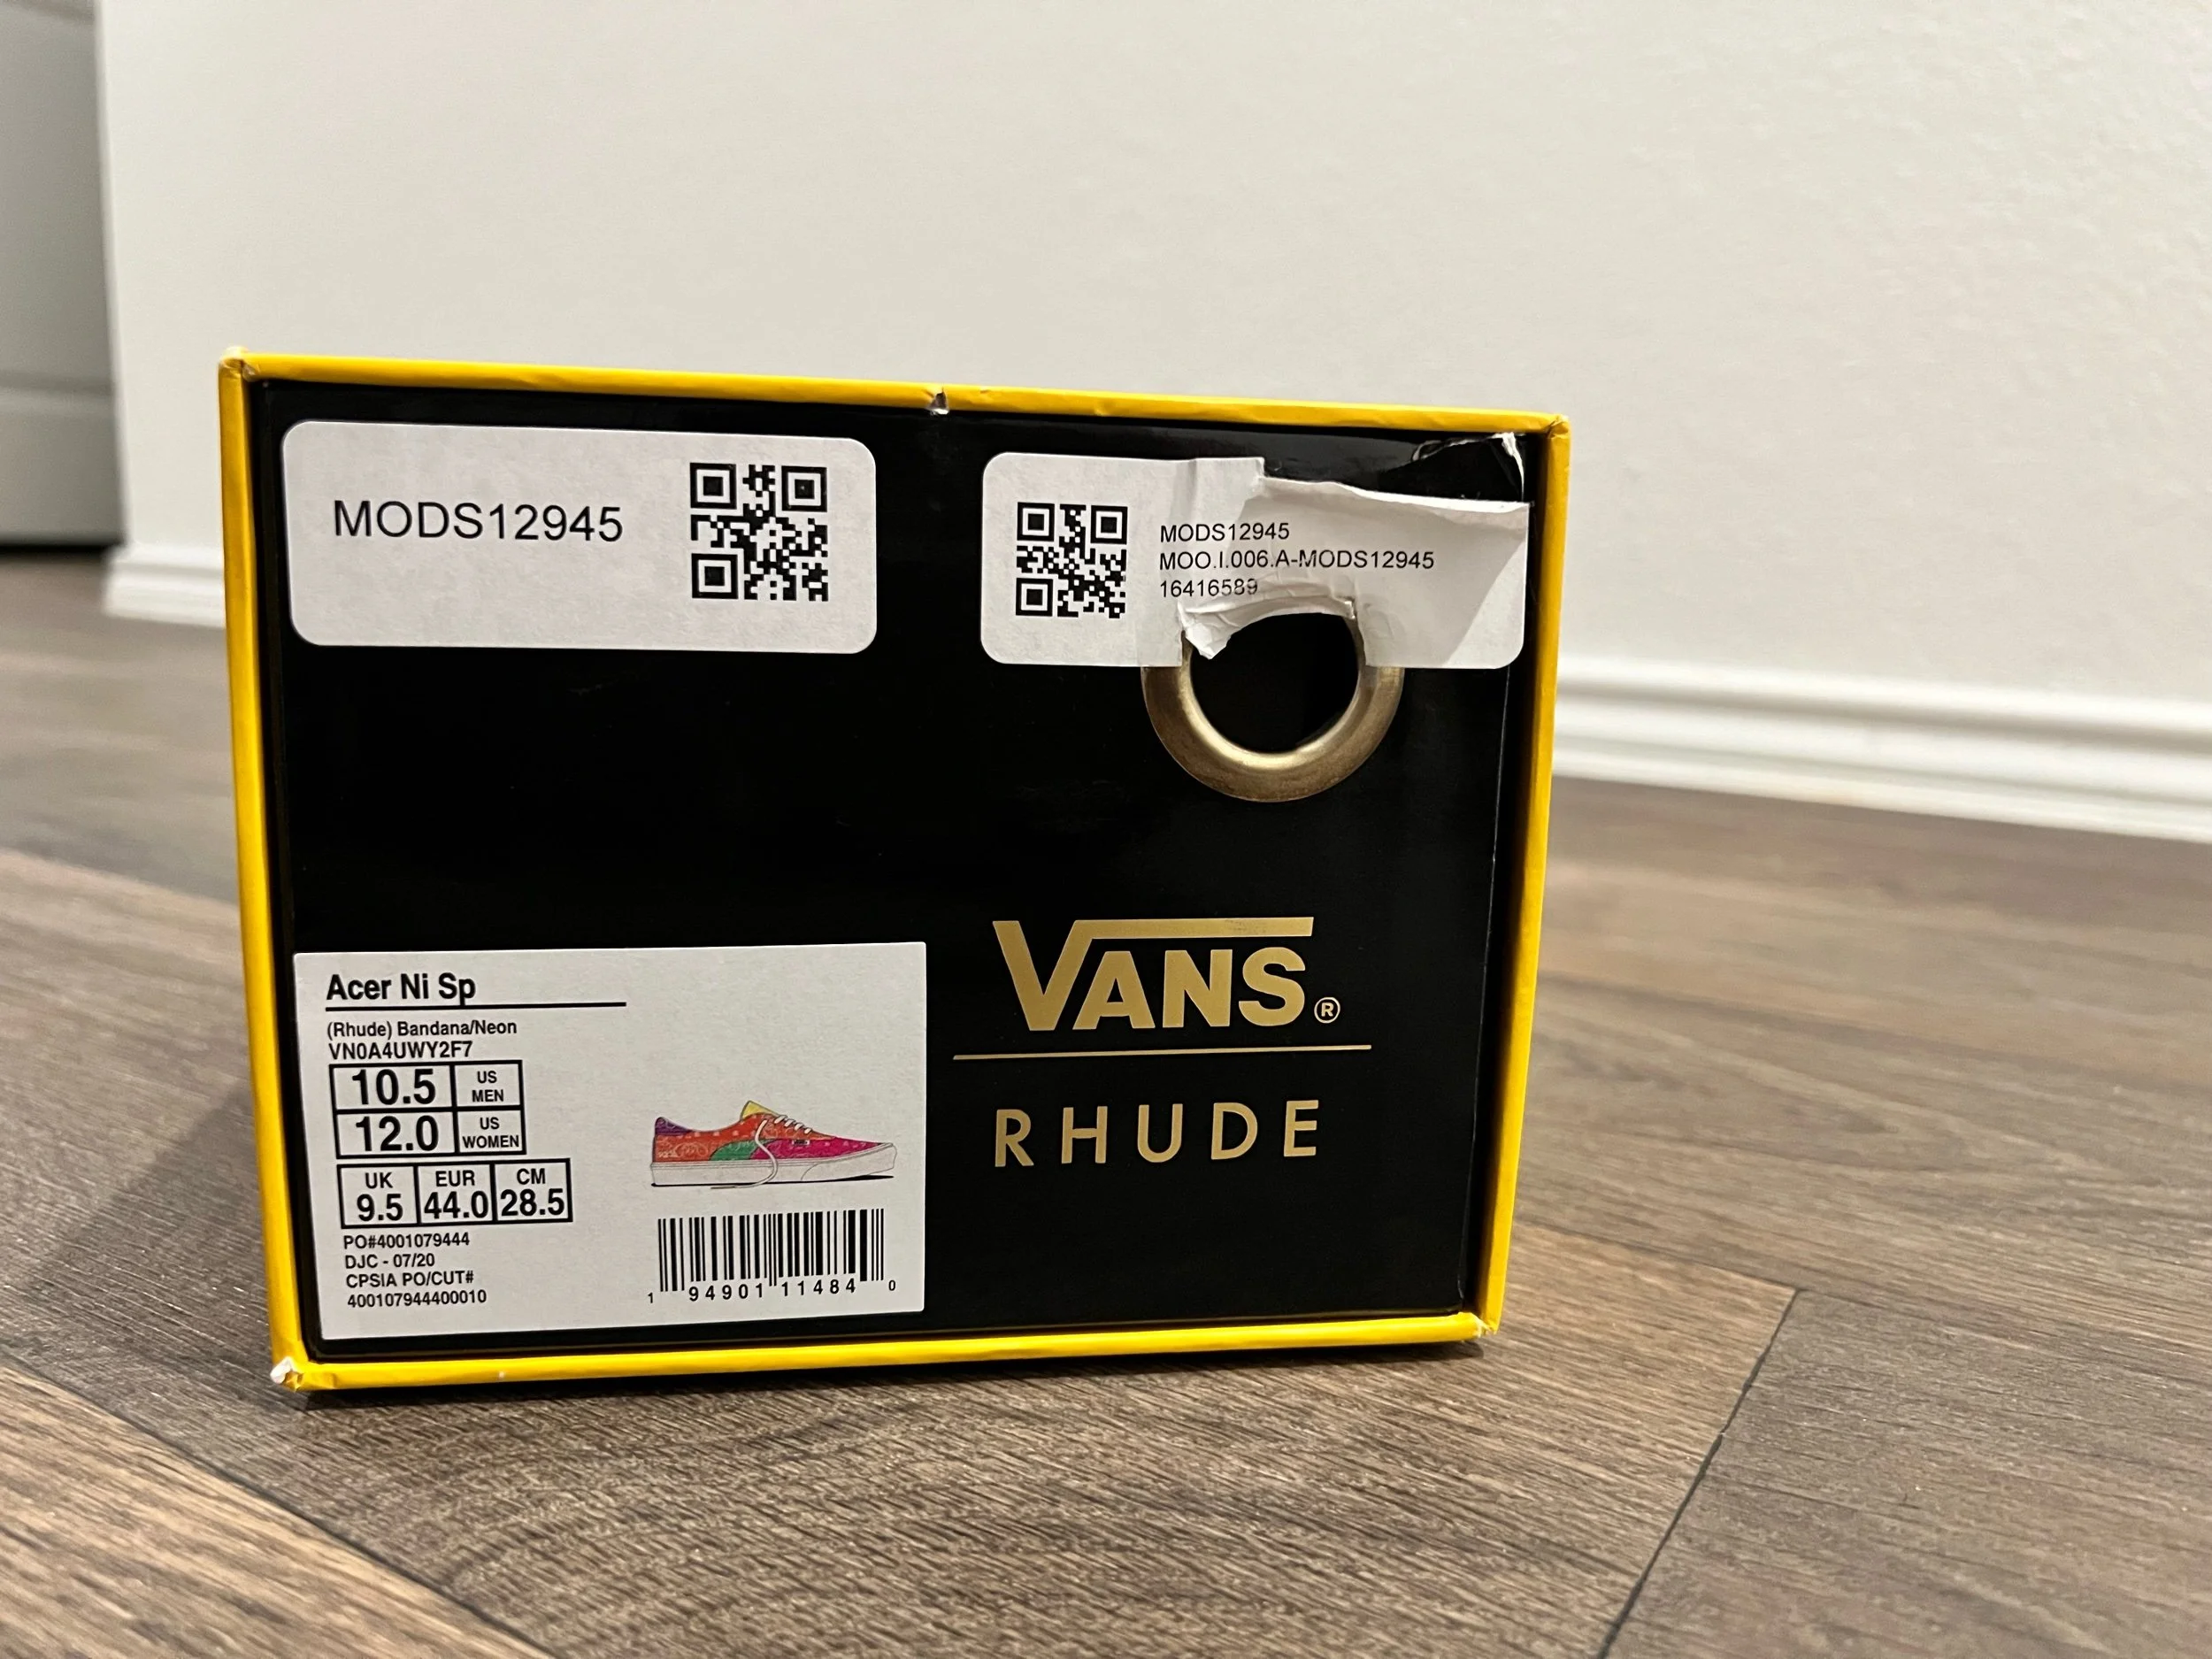 MODS12945
MODS12945
MOO.I.006.A-MODS12945
16416589
VANS®
RHUDE
Acer Ni Sp
(Rhude) Bandana/Neon
VN0A4UWY2F7
10.5 US MEN
12.0 US WOMEN
UK EUR CM
9.5 44.0 28.5
PO#4001079444
DJC - 07/20
CPSIA PO/CUT#
400107944400010
1 94901 11484 0